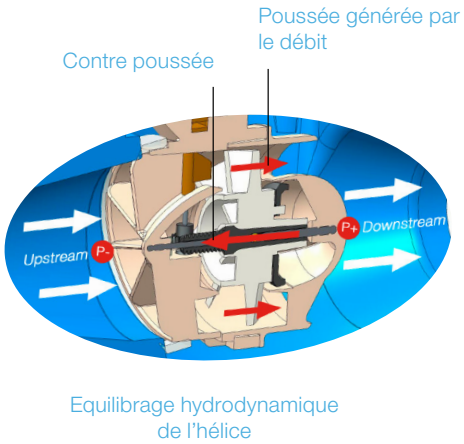 Poussée générée par
le débit
Contre poussée
Upstream
P-
P+
Downstream
Equilibrage hydrodynamique
de l'hélice